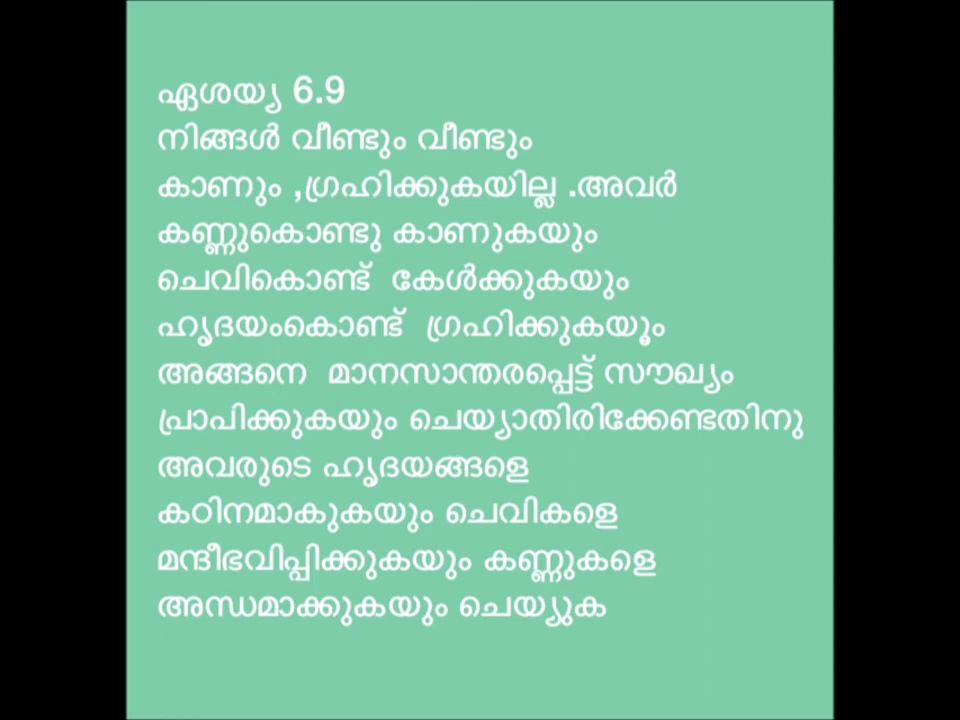 ഏശയ്യ 6.9
നിങ്ങൾ വീണ്ടും വീണ്ടും
കാണും ,ഗ്രഹിക്കുകയില്ല .അവർ
കണ്ണുകൊണ്ടു കാണുകയും
ചെവികൊണ്ട്  കേൾക്കുകയും
ഹൃദയംകൊണ്ട്  ഗ്രഹിക്കുകയൂം
അങ്ങനെ  മാനസാന്തരപ്പെട്ട് സൗഖ്യം
പ്രാപിക്കുകയും ചെയ്യാതിരിക്കേണ്ടതിനു
അവരുടെ ഹൃദയങ്ങളെ
കഠിനമാകുകയും ചെവികളെ
മന്ദീഭവിപ്പിക്കുകയും കണ്ണുകളെ
അന്ധമാക്കുകയും ചെയ്യുക